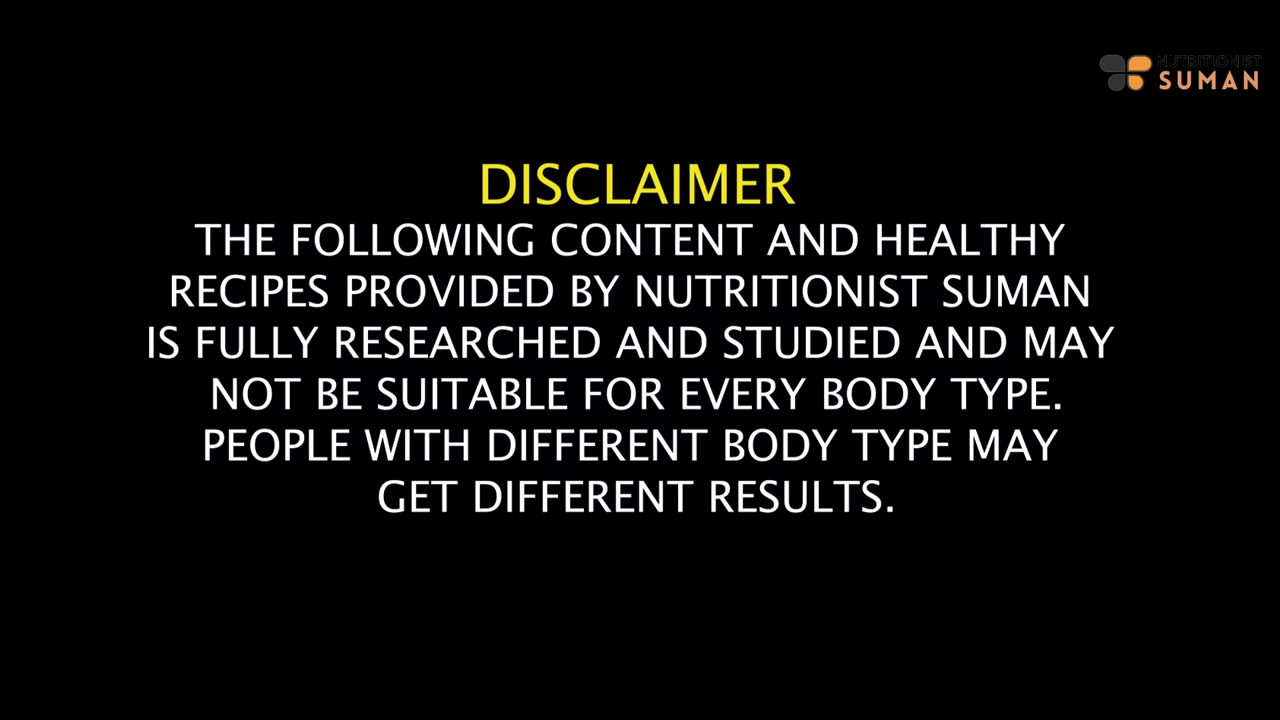 NUTRITIONIST
SUMAN
DISCLAIMER
THE FOLLOWING CONTENT AND HEALTHY
RECIPES PROVIDED BY NUTRITIONIST SUMAN
IS FULLY RESEARCHED AND STUDIED AND MAY
NOT BE SUITABLE FOR EVERY BODY TYPE.
PEOPLE WITH DIFFERENT BODY TYPE MAY
GET DIFFERENT RESULTS.